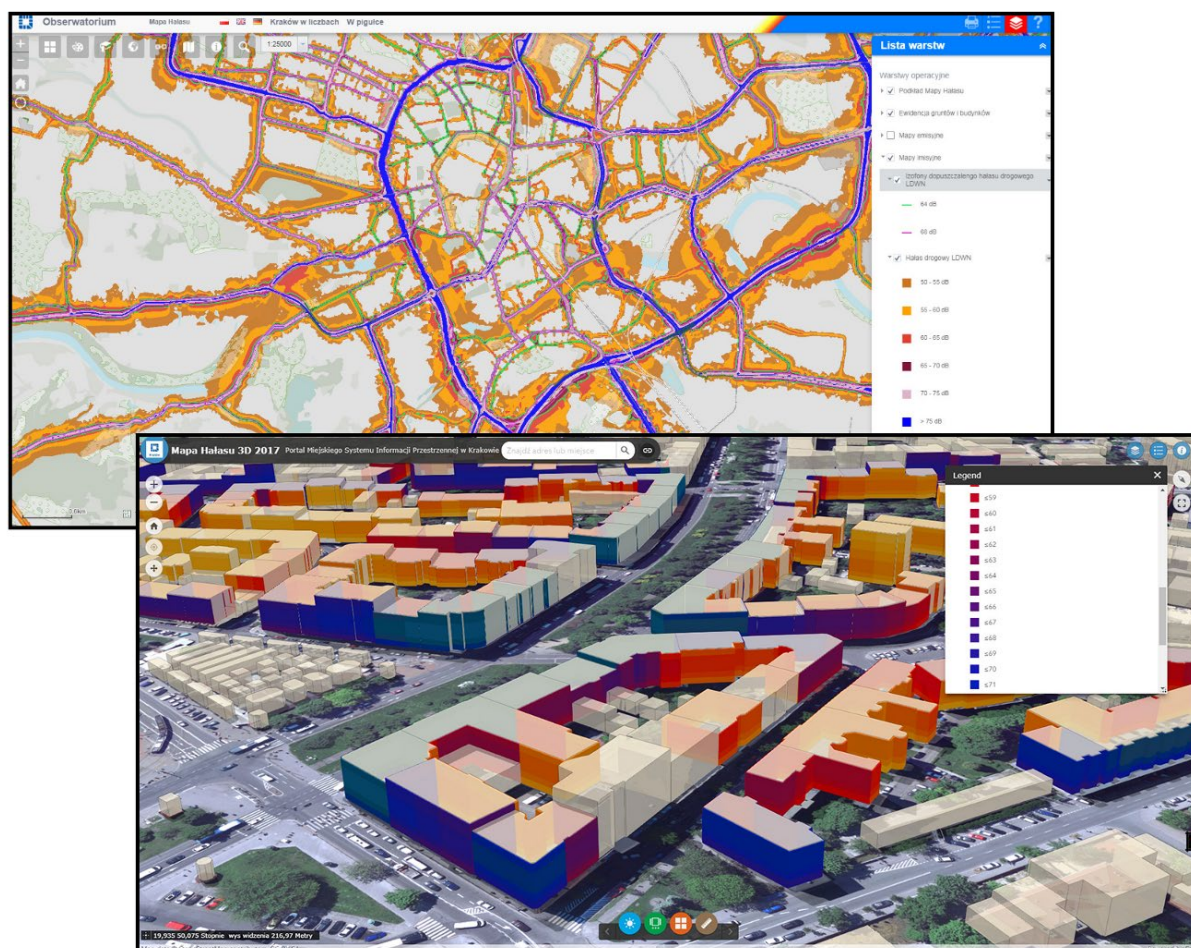 Obserwatorium Mapa Hałasu Kraków w liczbach W pigułce
1:25000
Lista warstw
Warstwy operacyjne
Podkład Mapy Hałasu
Ewidencja gruntów i budynków
Mapy emisyjne
Mapy imisyjne
Izofony dopuszczalengo hałasu drogowego
LDWN
64 dB
68 dB
Hałas drogowy LDWN
50 - 55 dB
55 - 60 dB
60 - 65 dB
65 - 70 dB
70 - 75 dB
> 75 dB
Mapa Hałasu 3D 2017 Portal Miejskiego Systemu Informacji Przestrzennej w Krakowie Znajdź adres lub miejsce
Legend
≤59
≤60
≤61
≤62
≤63
≤64
≤65
≤66
≤67
≤68
≤69
≤70
≤71
19,935 50,075 Stopnie wys widzenia 216,97 Metry